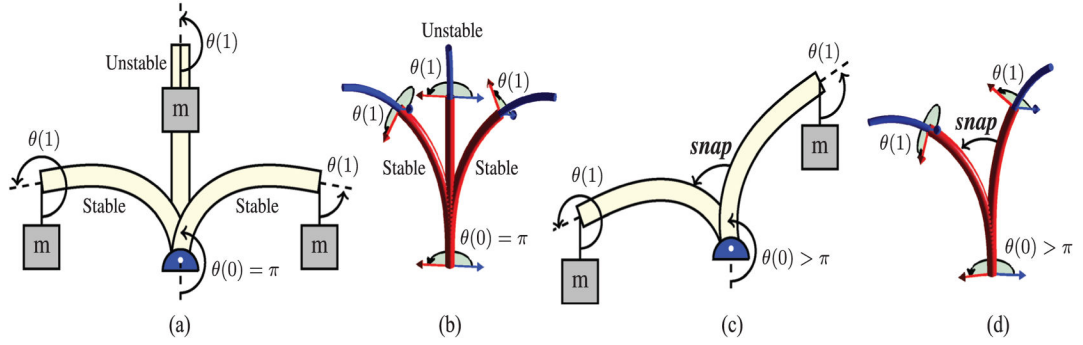 θ(1)
Unstable
m
θ(1)
θ(1)
Stable
Stable
m
m
θ(0) = π
(a)
Unstable
θ(1)
θ(1)
θ(1)
Stable
Stable
θ(0) = π
(b)
θ(1)
snap
m
θ(1)
m
θ(0) > π
(c)
θ(1)
snap
θ(1)
θ(0) > π
(d)